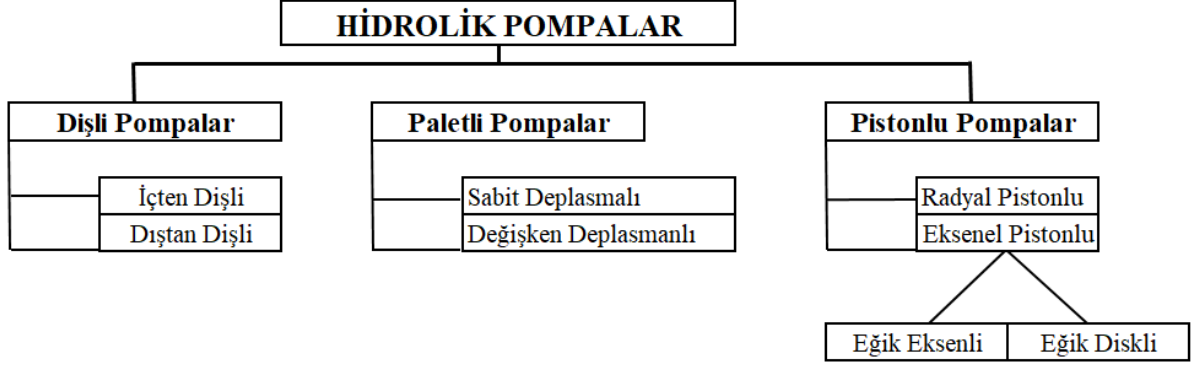 HİDROLİK POMPALAR
Dişli Pompalar
İçten Dişli
Dıştan Dişli
Paletli Pompalar
Sabit Deplasmalı
Değişken Deplasmanlı
Pistonlu Pompalar
Radyal Pistonlu
Eksenel Pistonlu
Eğik Eksenli
Eğik Diskli